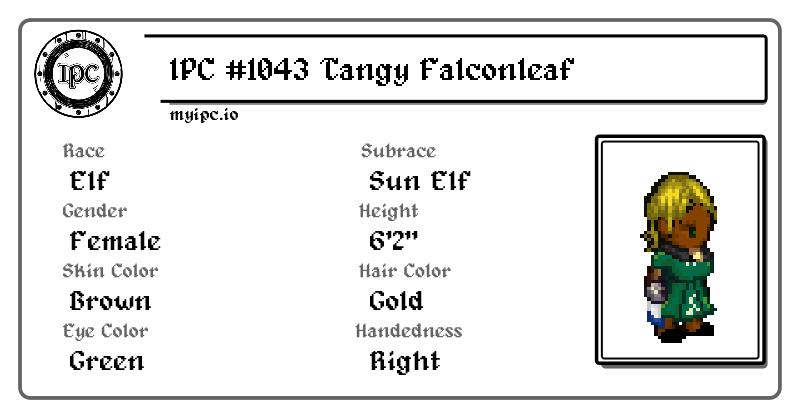 IPC
IPC #1043 Tangy Falconleaf
myipc.io
Race
Elf
Subrace
Sun Elf
Gender
Female
Height
6'2"
Skin Color
Brown
Hair Color
Gold
Eye Color
Green
Handedness
Right